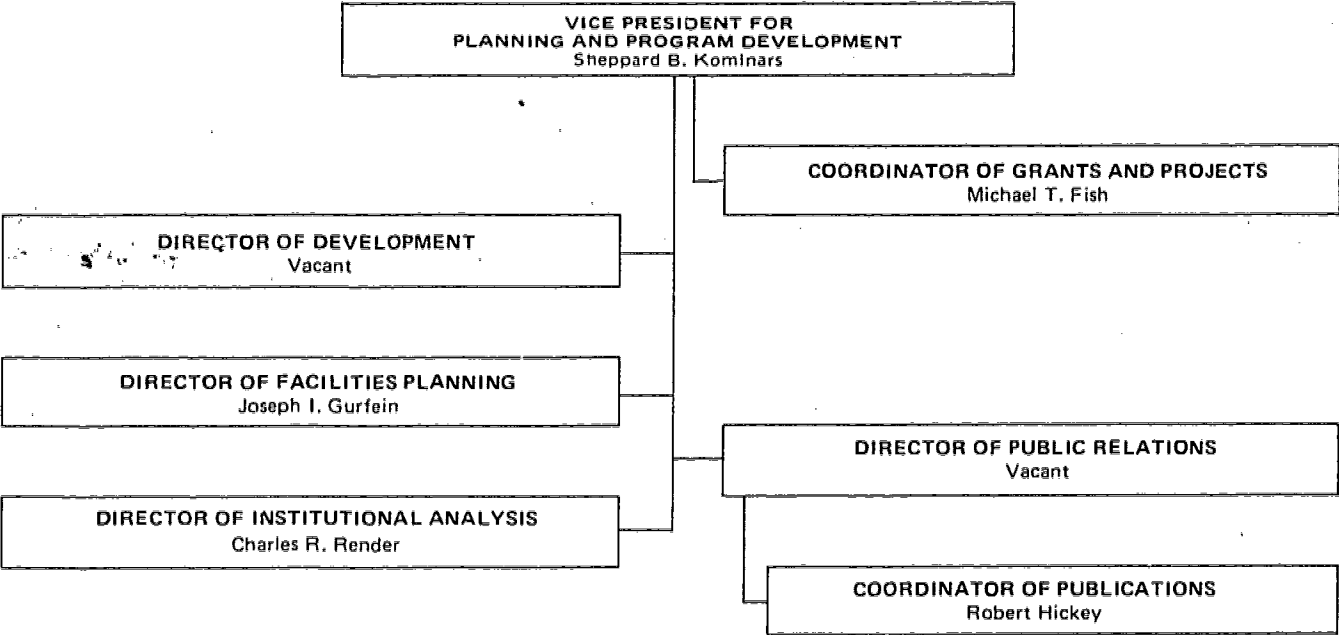 VICE PRESIDENT FOR
PLANNING AND PROGRAM DEVELOPMENT
Sheppard B. Kominars
COORDINATOR OF GRANTS AND PROJECTS
Michael T. Fish
DIRECTOR OF DEVELOPMENT
Vacant
DIRECTOR OF FACILITIES PLANNING
Joseph I. Gurfein
DIRECTOR OF PUBLIC RELATIONS
Vacant
DIRECTOR OF INSTITUTIONAL ANALYSIS
Charles R. Render
COORDINATOR OF PUBLICATIONS
Robert Hickey